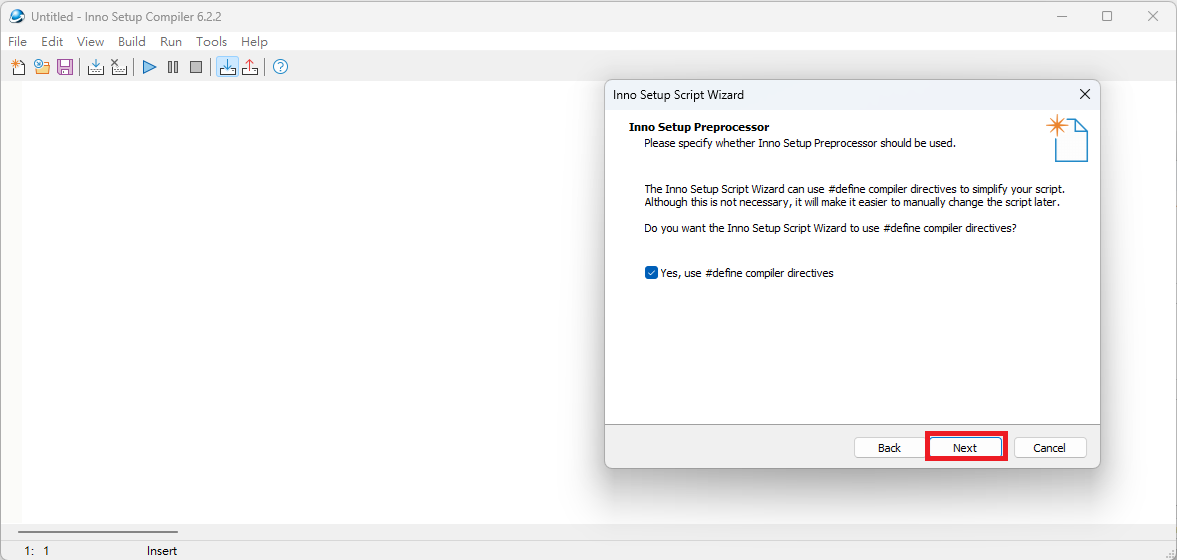 Untitled - Inno Setup Compiler 6.2.2
File Edit View Build Run Tools Help
Inno Setup Script Wizard
Inno Setup Preprocessor
Please specify whether Inno Setup Preprocessor should be used.
The Inno Setup Script Wizard can use #define compiler directives to simplify your script.
Although this is not necessary, it will make it easier to manually change the script later.
Do you want the Inno Setup Script Wizard to use #define compiler directives?
Yes, use #define compiler directives
Back Next Cancel
1: 1 Insert